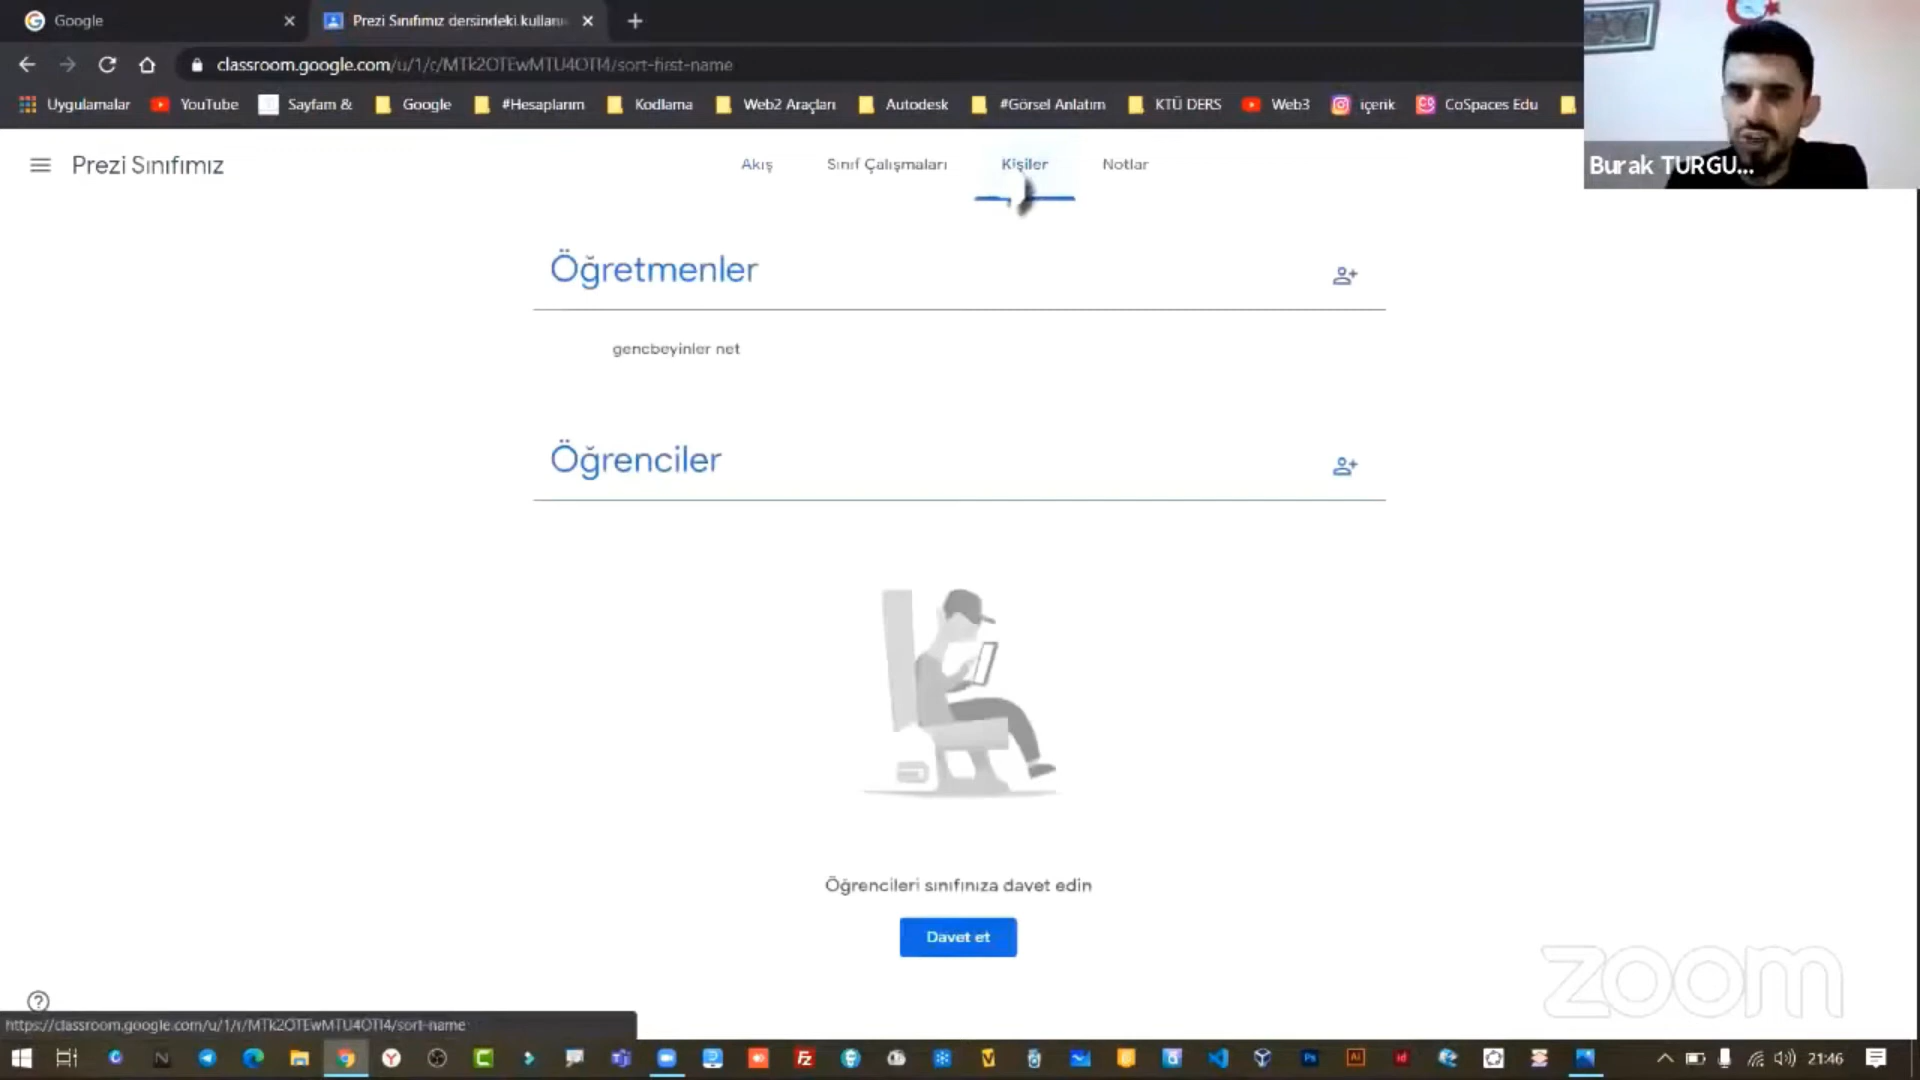 Google
Prezi Sınıfımız dersindeki kullanı
classroom.google.com/u/1/r/MTk2OTEwMTU4OTI4/sort-first-name
Uygulamalar
YouTube
Sayfam &
Google
#Hesaplarım
Kodlama
Web2 Araçları
Autodesk
#Görsel Anlatım
KTÜ DERS
Web3
içerik
CoSpaces Edu
Burak TURGU...
Prezi Sınıfımız
Akış
Sınıf Çalışmaları
Kişiler
Notlar
Öğretmenler
gencbeyinler net
Öğrenciler
Öğrencileri sınıfınıza davet edin
Davet et
zoom
https://classroom.google.com/u/1/r/MTk2OTEwMTU4OTI4/sort-name
21:46